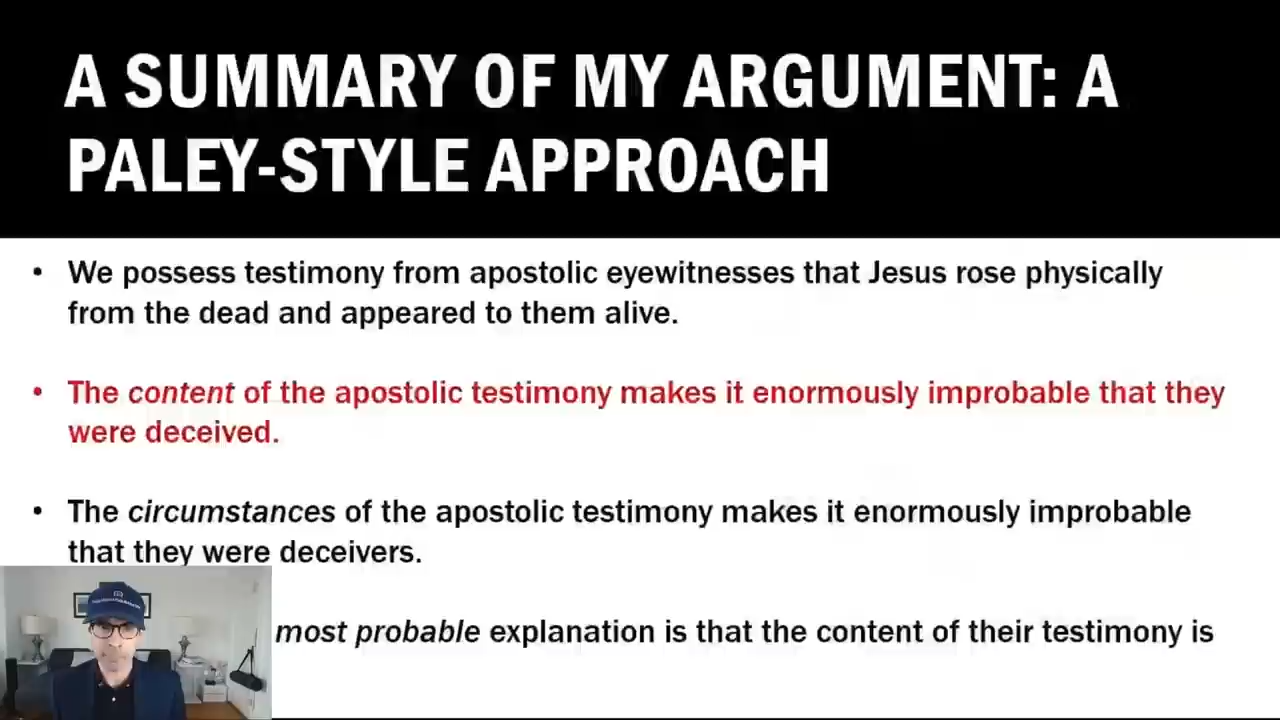 A SUMMARY OF MY ARGUMENT: A
PALEY-STYLE APPROACH
• We possess testimony from apostolic eyewitnesses that Jesus rose physically
from the dead and appeared to them alive.
• The content of the apostolic testimony makes it enormously improbable that they
were deceived.
• The circumstances of the apostolic testimony makes it enormously improbable
that they were deceivers.
most probable explanation is that the content of their testimony is